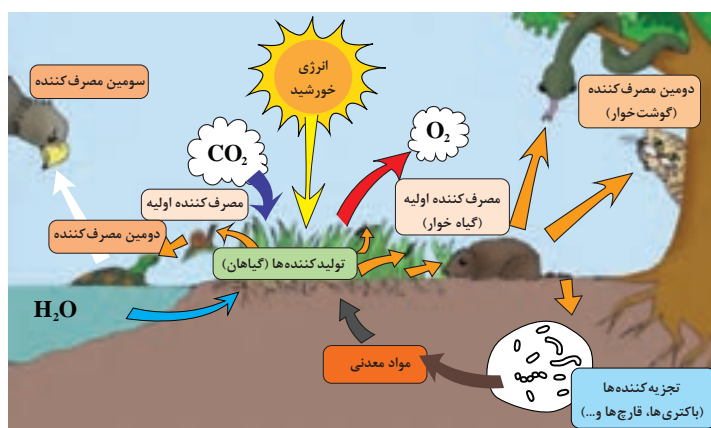 انرژی
خورشید
سومین مصرف‌کننده
دومین مصرف‌کننده
(گوشت‌خوار)
CO₂
O₂
مصرف‌کننده اولیه
مصرف‌کننده اولیه
(گیاه خوار)
دومین مصرف‌کننده
تولیدکننده‌ها (گیاهان)
H₂O
مواد معدنی
تجزیه‌کننده‌ها
(باکتری‌ها، قارچ‌ها و...)